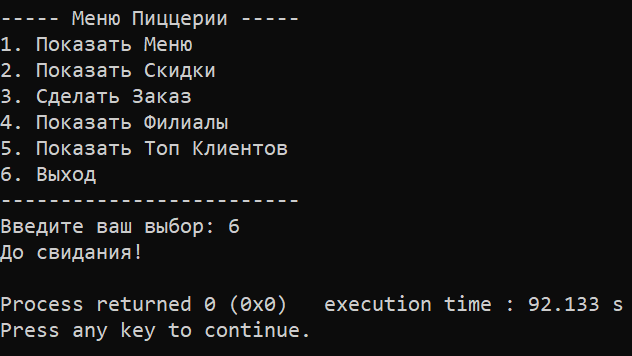 ----- Меню Пиццерии -----
1. Показать Меню
2. Показать Скидки
3. Сделать Заказ
4. Показать Филиалы
5. Показать Топ Клиентов
6. Выход
-------------------------
Введите ваш выбор: 6
До свидания!
Process returned 0 (0x0)   execution time : 92.133 s
Press any key to continue.